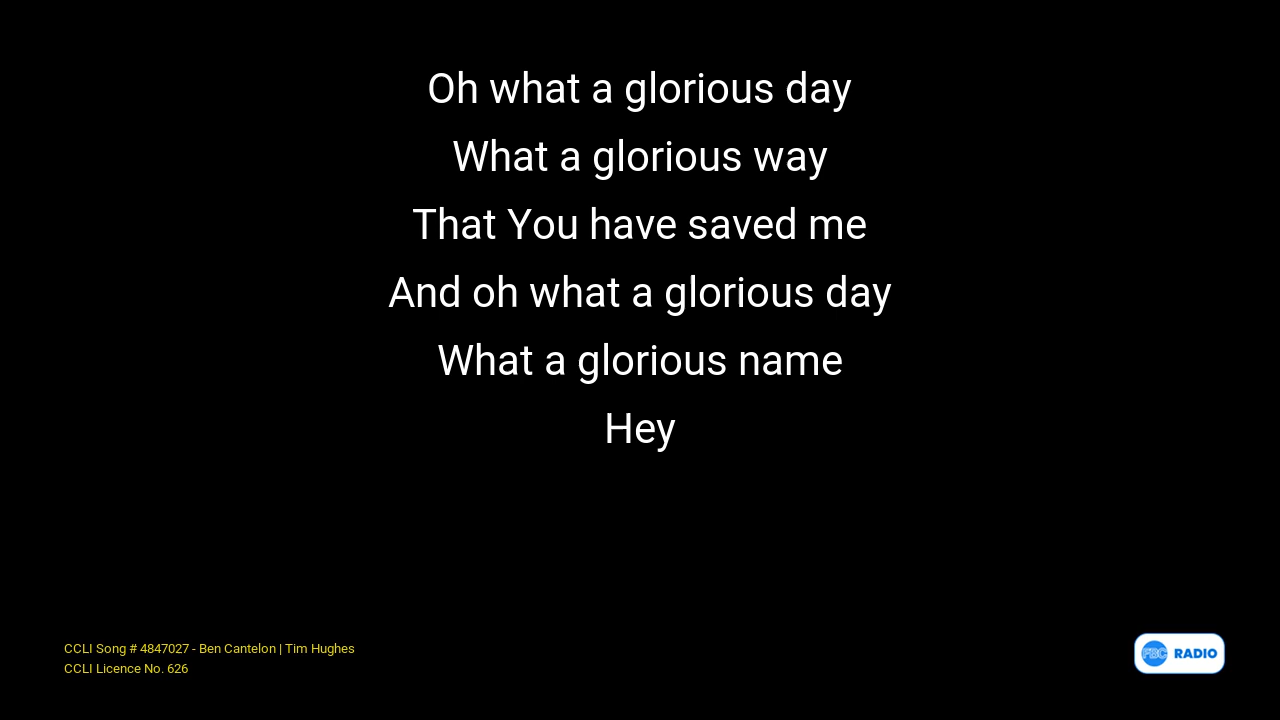 Oh what a glorious day
What a glorious way
That You have saved me
And oh what a glorious day
What a glorious name
Hey
CCLI Song # 4847027 - Ben Cantelon | Tim Hughes
CCLI Licence No. 626
FBC RADIO